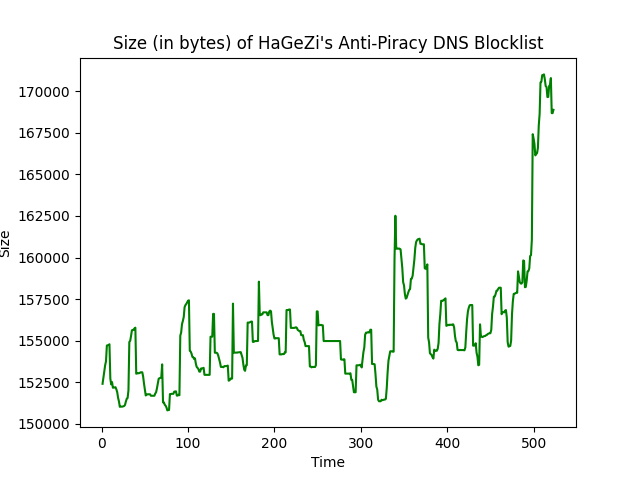 Size (in bytes) of HaGeZi's Anti-Piracy DNS Blocklist
170000
167500
165000
162500
160000
157500
155000
152500
150000
Size
0 100 200 300 400 500
Time